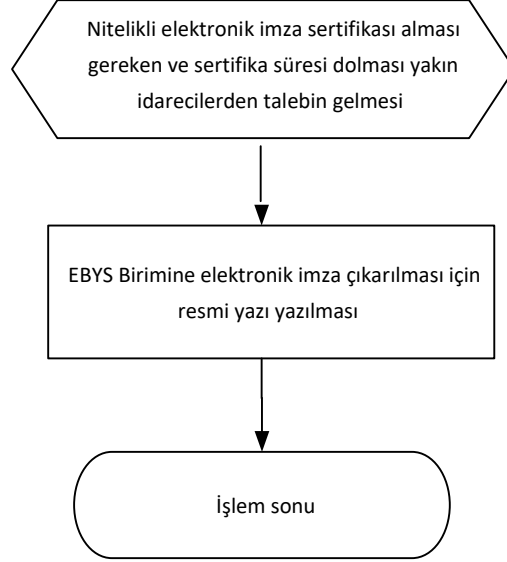 Nitelikli elektronik imza sertifikası alması
gereken ve sertifika süresi dolması yakın
idarecilerden talebin gelmesi
EBYS Birimine elektronik imza çıkarılması için
resmi yazı yazılması
İşlem sonu